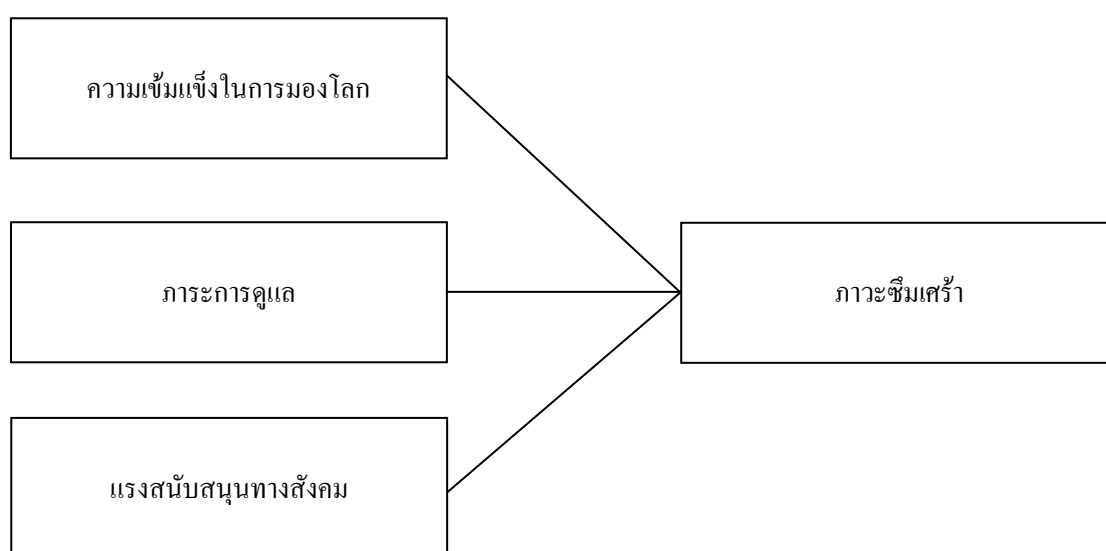 ความเข้มแข็งในการมองโลก
ภาระการดูแล
ภาวะซึมเศร้า
แรงสนับสนุนทางสังคม